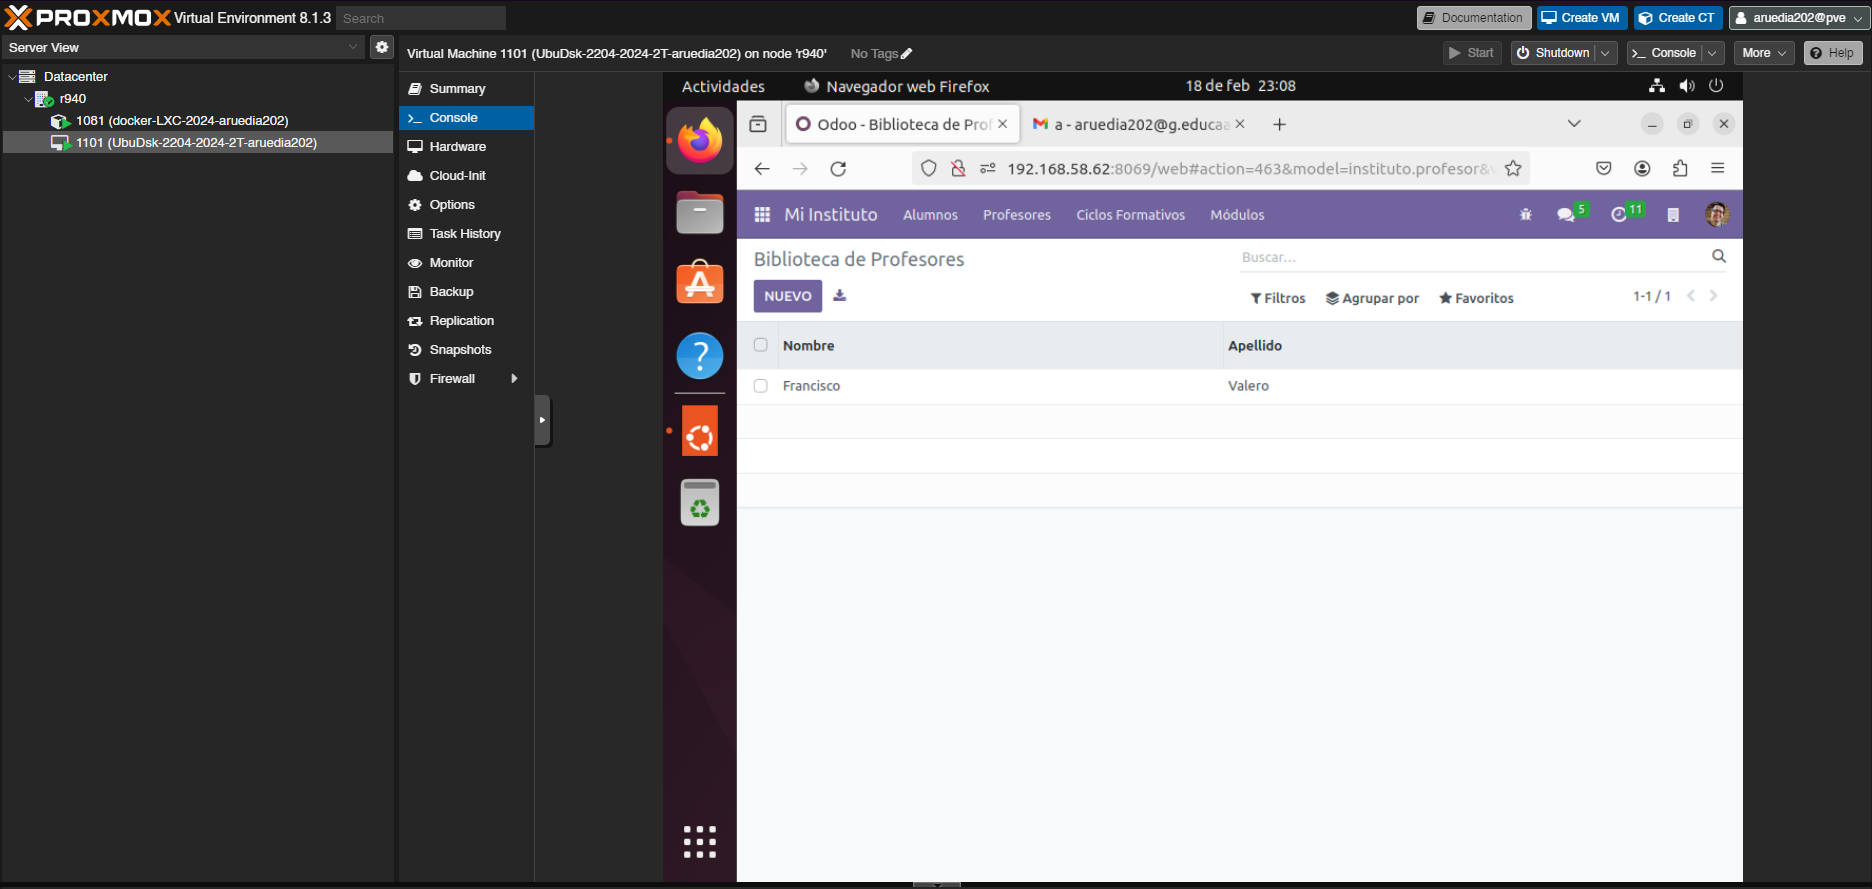 PROXMOX Virtual Environment 8.1.3 Search Documentation Create VM Create CT aruedia202@pve
Server View
Virtual Machine 1101 (UbuDsk-2204-2024-2T-aruedia202) on node 'r940' No Tags Start Shutdown >_ Console More Help
Datacenter
r940
1081 (docker-LXC-2024-aruedia202)
1101 (UbuDsk-2204-2024-2T-aruedia202)
Summary
>_ Console
Hardware
Cloud-Init
Options
Task History
Monitor
Backup
Replication
Snapshots
Firewall
Actividades Navegador web Firefox 18 de feb 23:08
Odoo - Biblioteca de Prof a - aruedia202@g.educaa
192.168.58.62:8069/web#action=463&model=instituto.profesor&v
Mi Instituto Alumnos Profesores Ciclos Formativos Módulos 5 11
Biblioteca de Profesores Buscar...
NUEVO Filtros Agrupar por Favoritos 1-1 / 1
Nombre Apellido
Francisco Valero